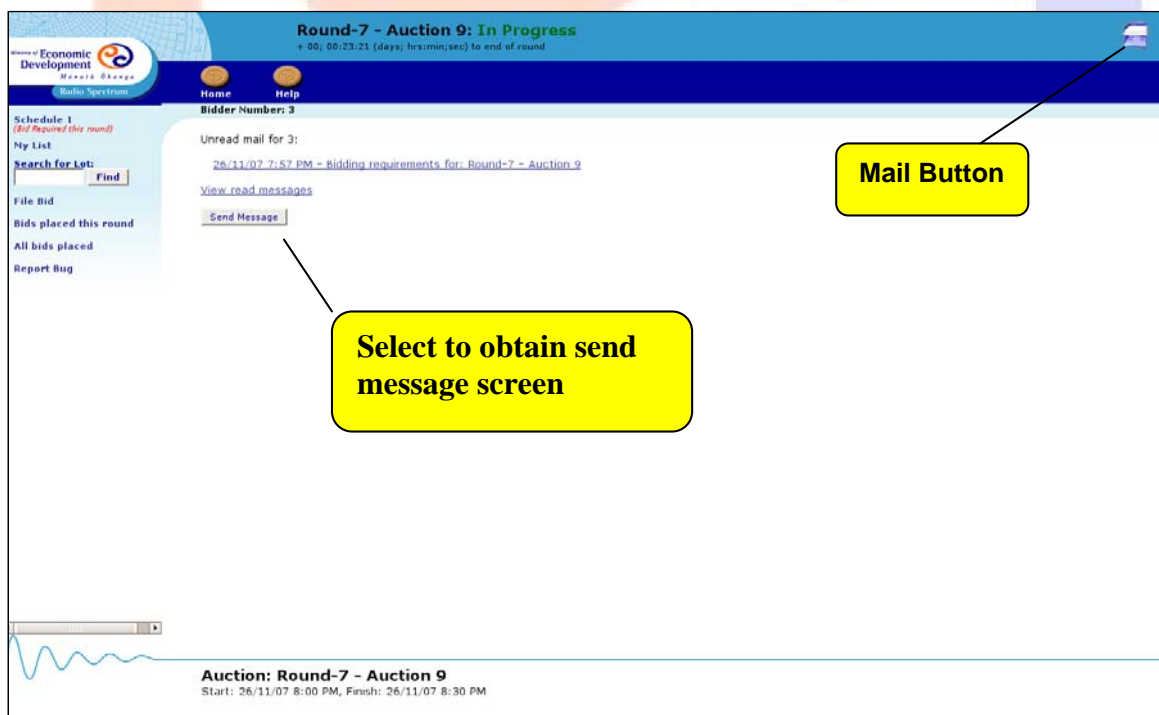 Round-7 - Auction 9: In Progress
+ 00; 00:23:21 (days; hrs:min;sec) to end of round
Ministry of Economic
Development
Manatū Ōhanga
Radio Spectrum
Home Help
Bidder Number: 3
Schedule 1
(Bid Required this round)
My List
Search for Lot:
Find
File Bid
Bids placed this round
All bids placed
Report Bug
Unread mail for 3:
26/11/07 7:57 PM - Bidding requirements for: Round-7 - Auction 9
View read messages
Send Message
Mail Button
Select to obtain send
message screen
Auction: Round-7 - Auction 9
Start: 26/11/07 8:00 PM, Finish: 26/11/07 8:30 PM